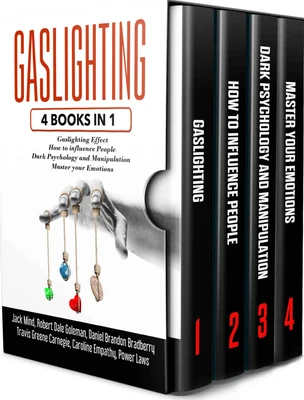 GASLIGHTING
4 BOOKS IN 1
Gaslighting Effect
How to influence People
Dark Psychology and Manipulation
Master your Emotions
Jack Mind, Robert Dale Goleman, Daniel Brandon Bradberry
Travis Greene Carnegie, Caroline Empathy, Power Laws
GASLIGHTING
1
HOW TO INFLUENCE PEOPLE
2
DARK PSYCHOLOGY AND MANIPULATION
3
MASTER YOUR EMOTIONS
4